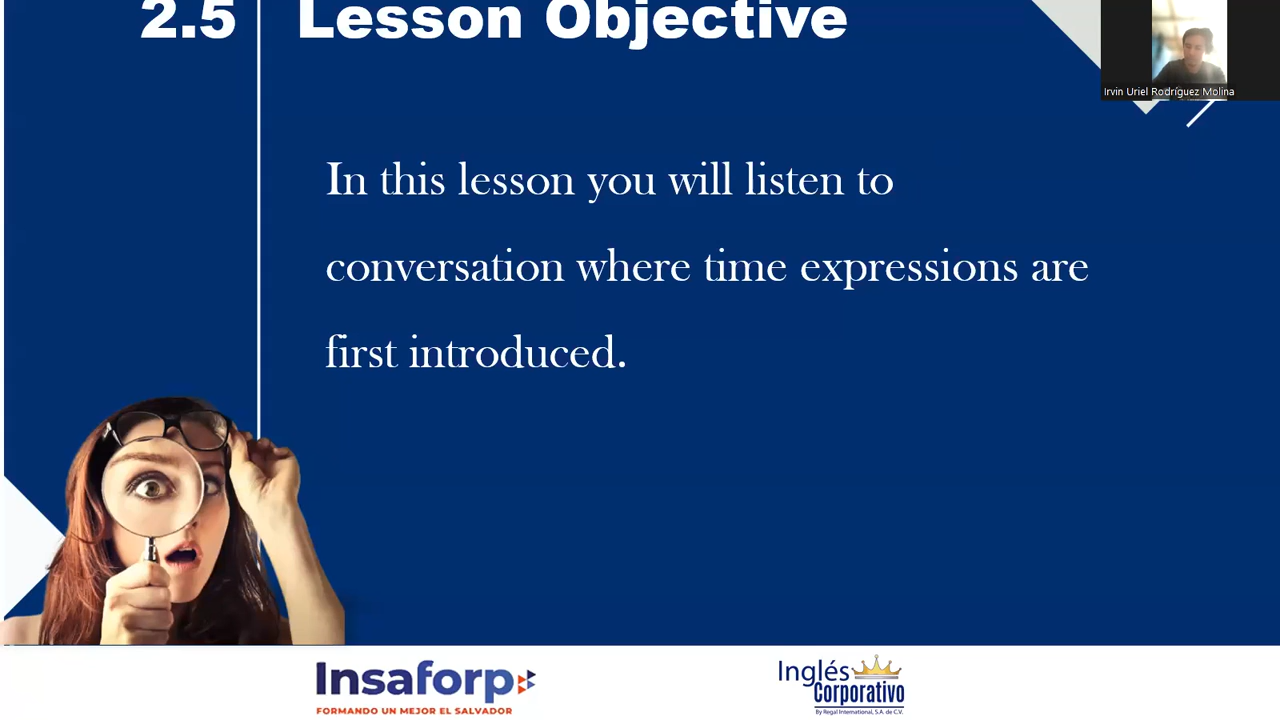 2.5 Lesson Objective
Irvin Uriel Rodríguez Molina
In this lesson you will listen to
conversation where time expressions are
first introduced.
Insaforp
FORMANDO UN MEJOR EL SALVADOR
Inglés
Corporativo
By Regal International, S.A. de C.V.